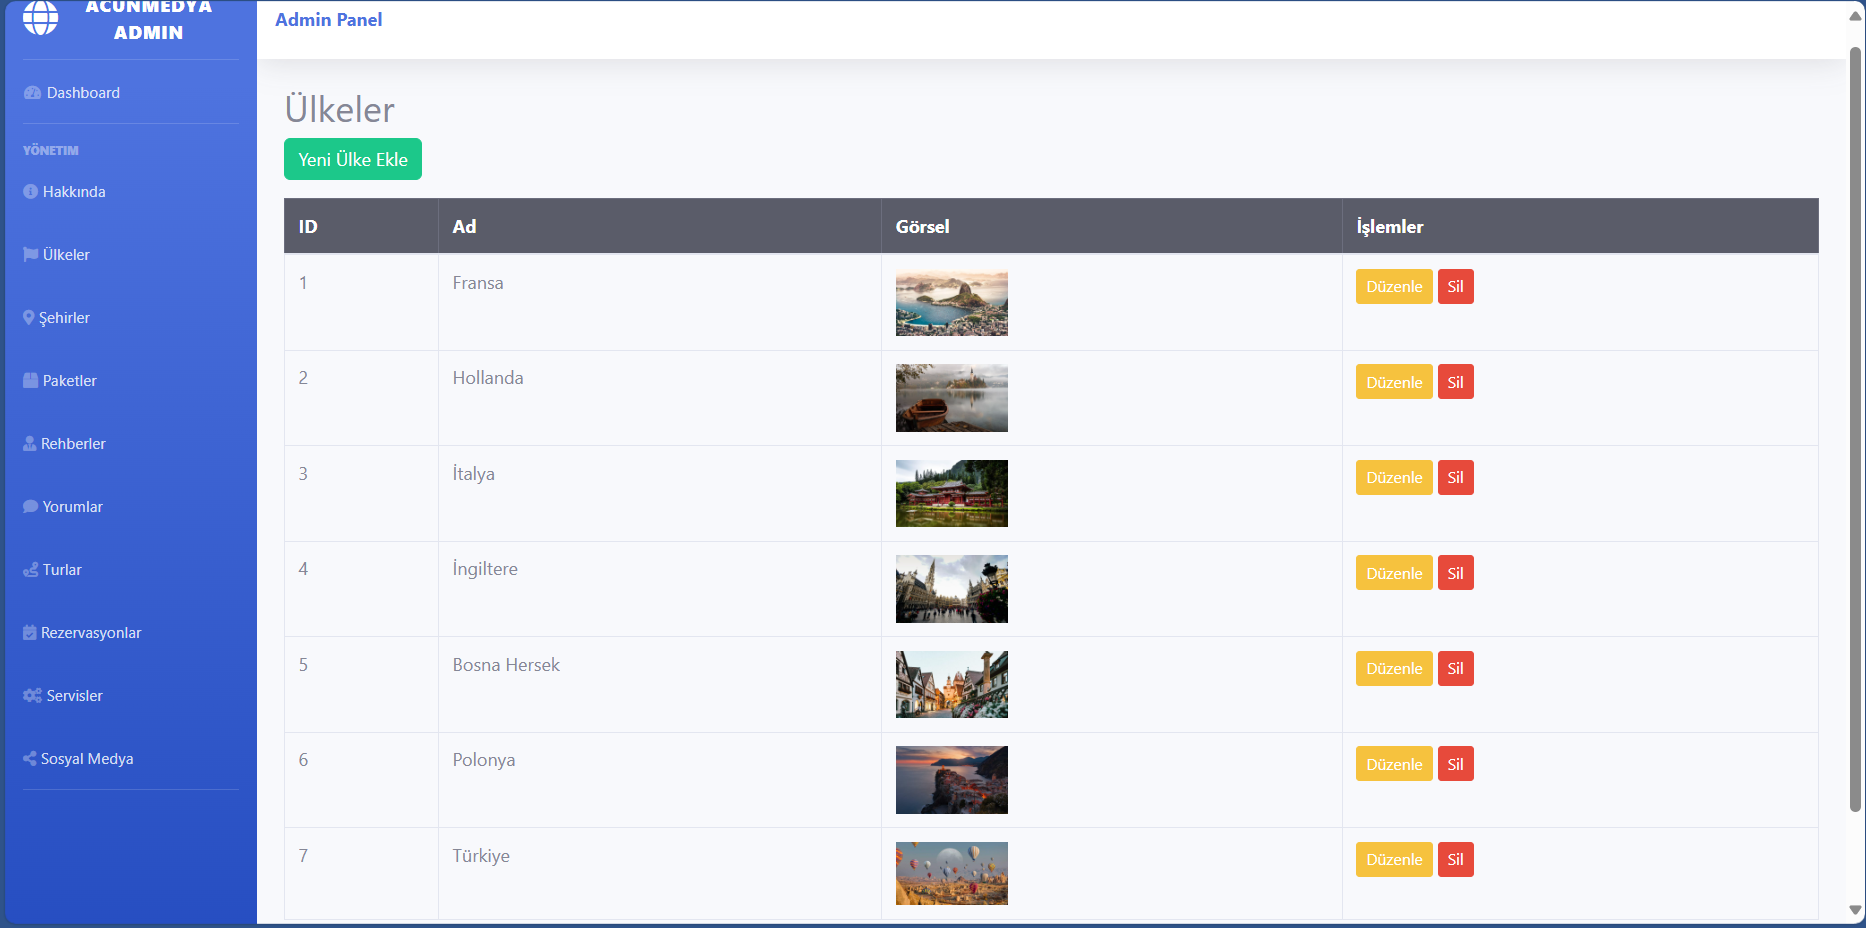 ACUNMEDYA
ADMIN
Admin Panel
Dashboard
YÖNETIM
Hakkında
Ülkeler
Şehirler
Paketler
Rehberler
Yorumlar
Turlar
Rezervasyonlar
Servisler
Sosyal Medya
Ülkeler
Yeni Ülke Ekle
ID Ad Görsel İşlemler
1 Fransa Düzenle Sil
2 Hollanda Düzenle Sil
3 İtalya Düzenle Sil
4 İngiltere Düzenle Sil
5 Bosna Hersek Düzenle Sil
6 Polonya Düzenle Sil
7 Türkiye Düzenle Sil